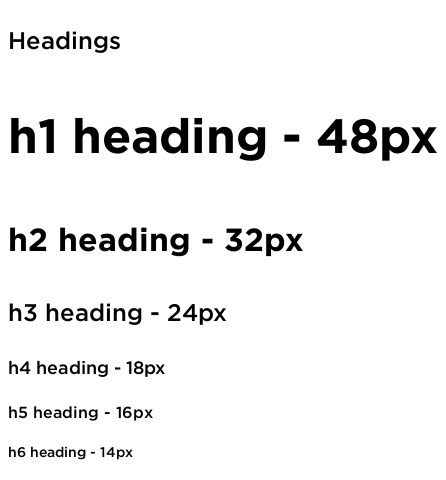 Headings
h1 heading - 48px
h2 heading - 32px
h3 heading - 24px
h4 heading - 18px
h5 heading - 16px
h6 heading - 14px